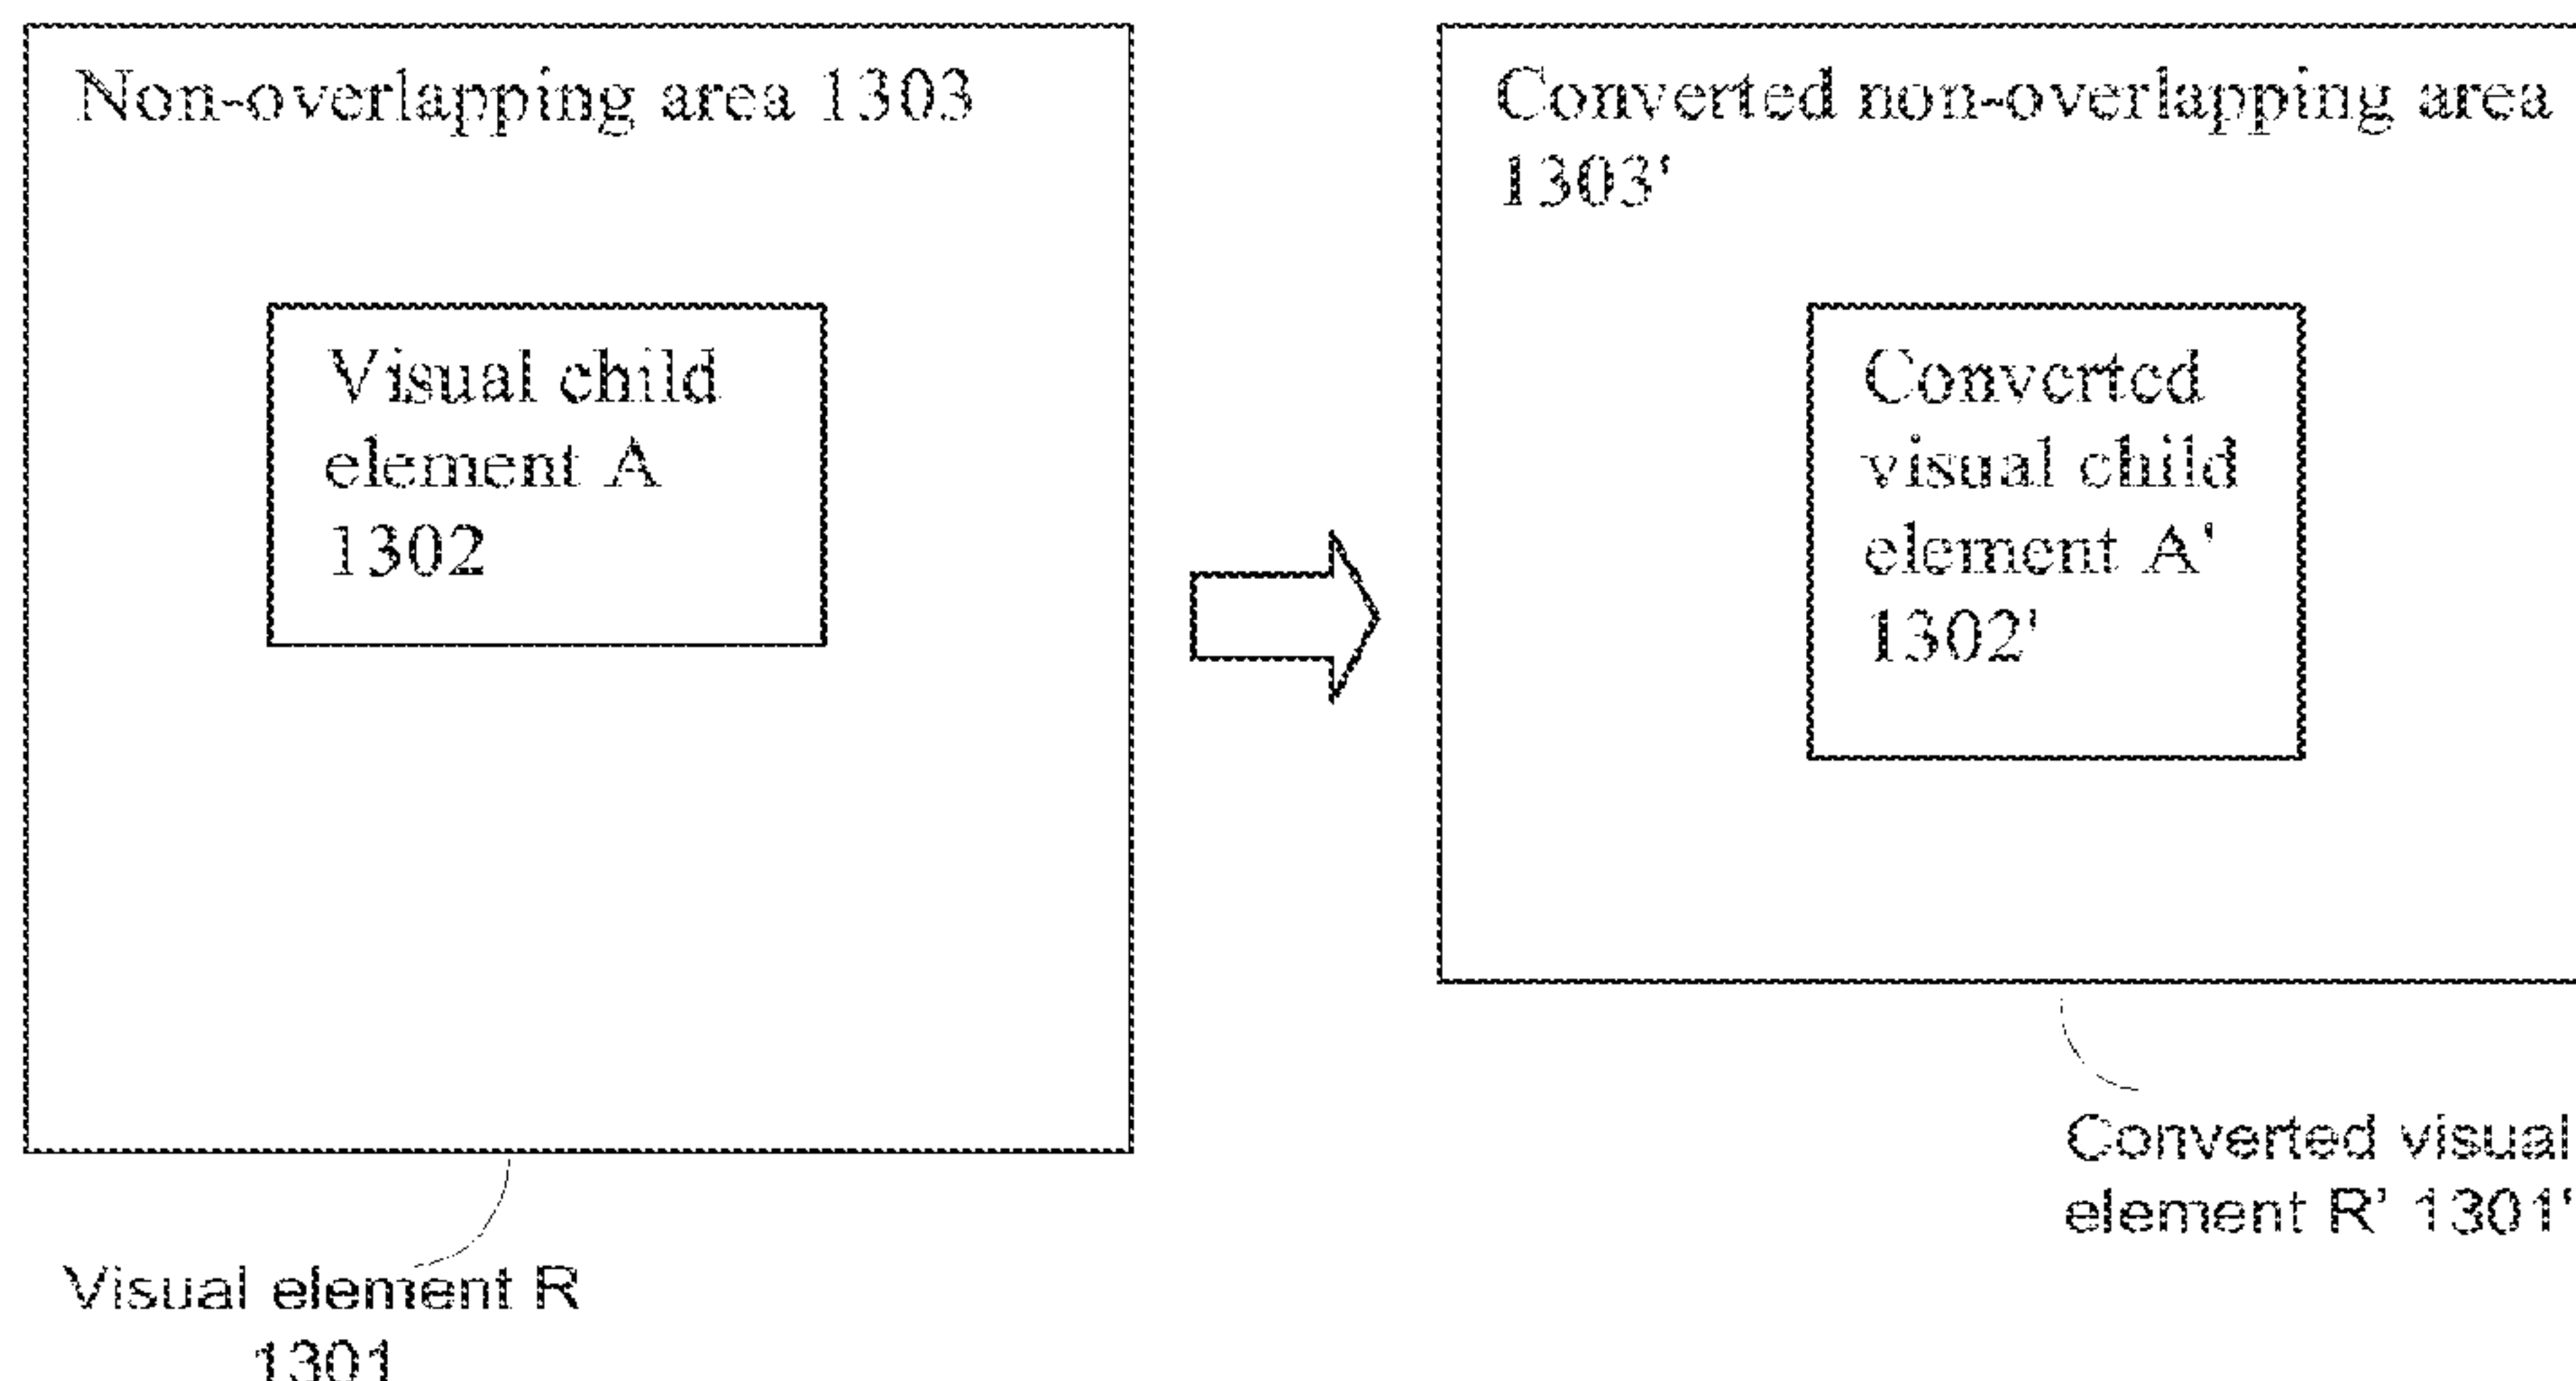 Non-overlapping area 1303
Visual child
element A
1302
Visual element R
1301
Converted non-overlapping area
1303'
Converted
visual child
element A'
1302'
Converted visual
element R’ 1301'